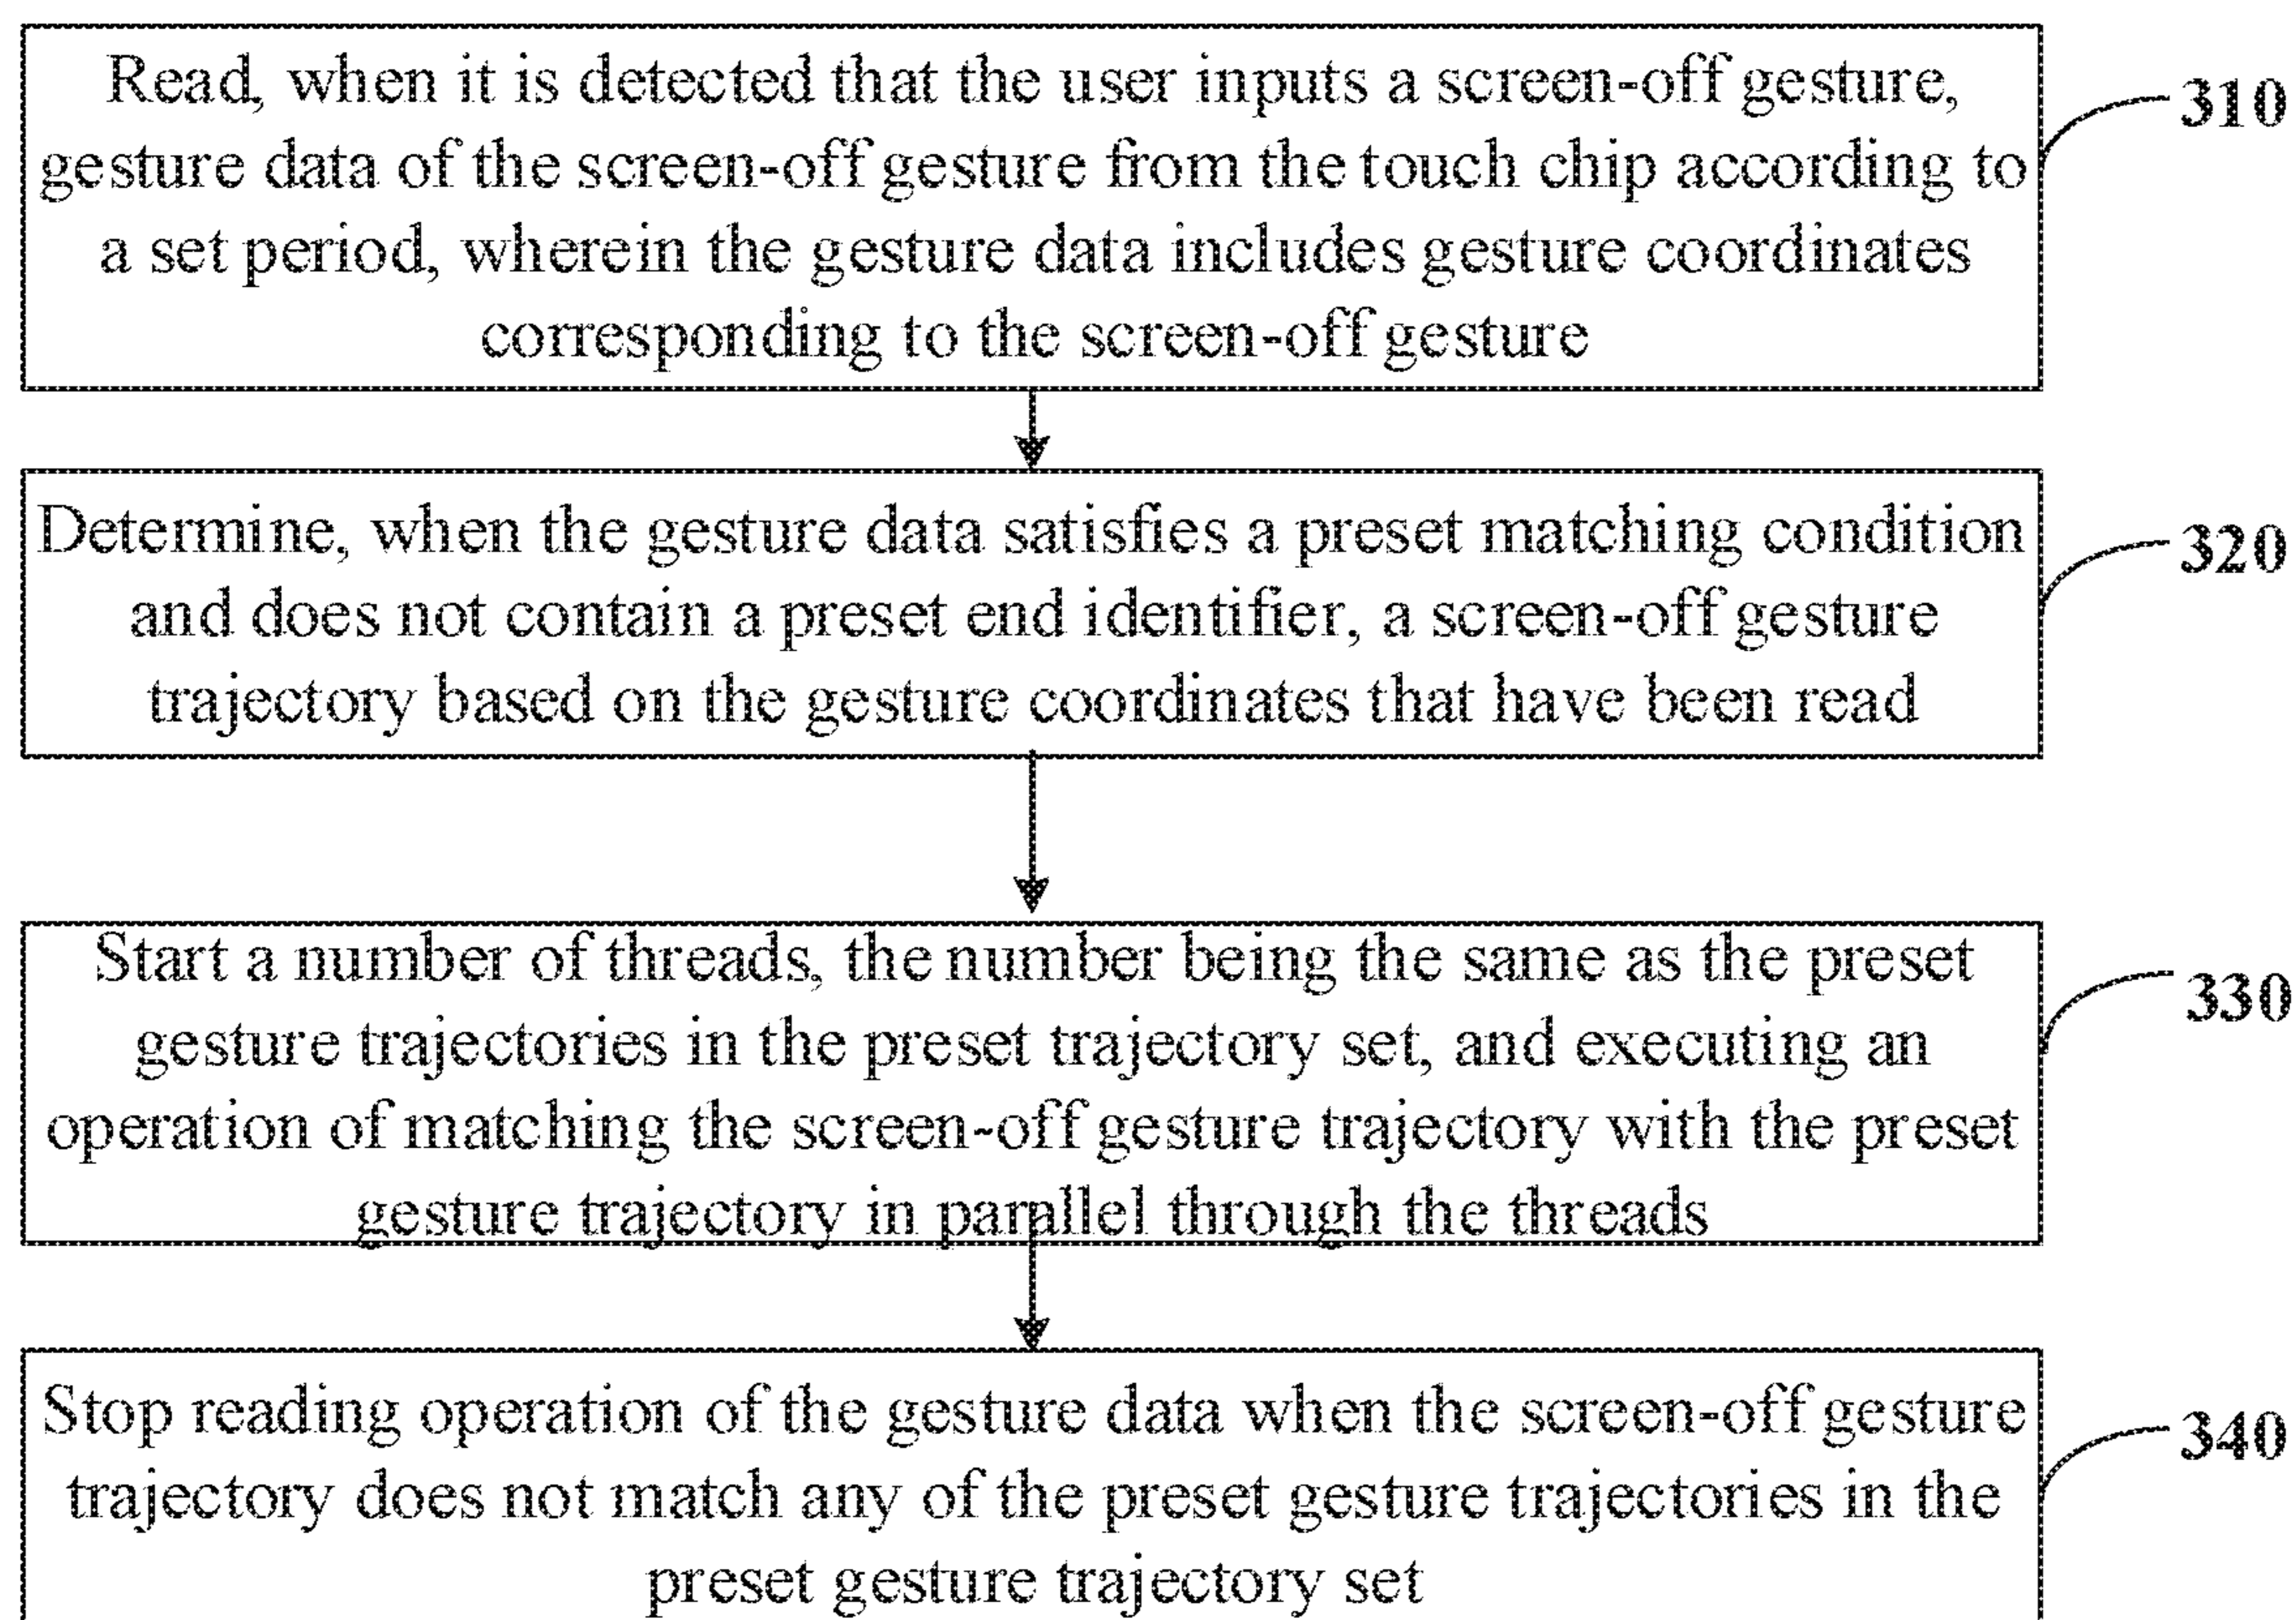 Read, when it is detected that the user inputs a screen-off gesture,
gesture data of the screen-off gesture from the touch chip according to
a set period, wherein the gesture data includes gesture coordinates
corresponding to the screen-off gesture
310
Determine, when the gesture data satisfies a preset matching condition
and does not contain a preset end identifier, a screen-off gesture
trajectory based on the gesture coordinates that have been read
320
Start a number of threads, the number being the same as the preset
gesture trajectories in the preset trajectory set, and executing an
operation of matching the screen-off gesture trajectory with the preset
gesture trajectory in parallel through the threads
330
Stop reading operation of the gesture data when the screen-off gesture
trajectory does not match any of the preset gesture trajectories in the
preset gesture trajectory set
340